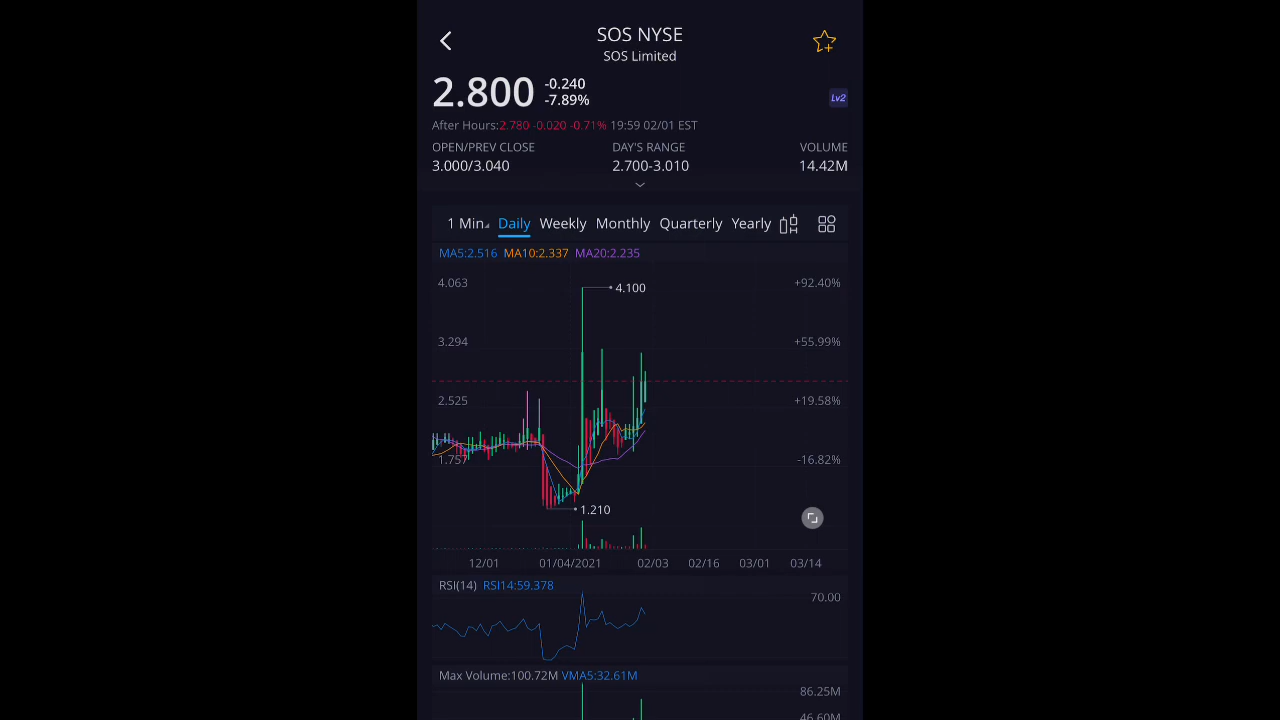 SOS NYSE
SOS Limited
2.800
-0.240
-7.89%
Lv2
After Hours:2.780 -0.020 -0.71% 19:59 02/01 EST
OPEN/PREV CLOSE DAY'S RANGE VOLUME
3.000/3.040 2.700-3.010 14.42M
1 Min Daily Weekly Monthly Quarterly Yearly
MA5:2.516 MA10:2.337 MA20:2.235
4.063 +92.40%
4.100
3.294 +55.99%
2.525 +19.58%
1.757 -16.82%
1.210
12/01 01/04/2021 02/03 02/16 03/01 03/14
RSI(14) RSI14:59.378
70.00
Max Volume:100.72M VMA5:32.61M
86.25M
46.60M